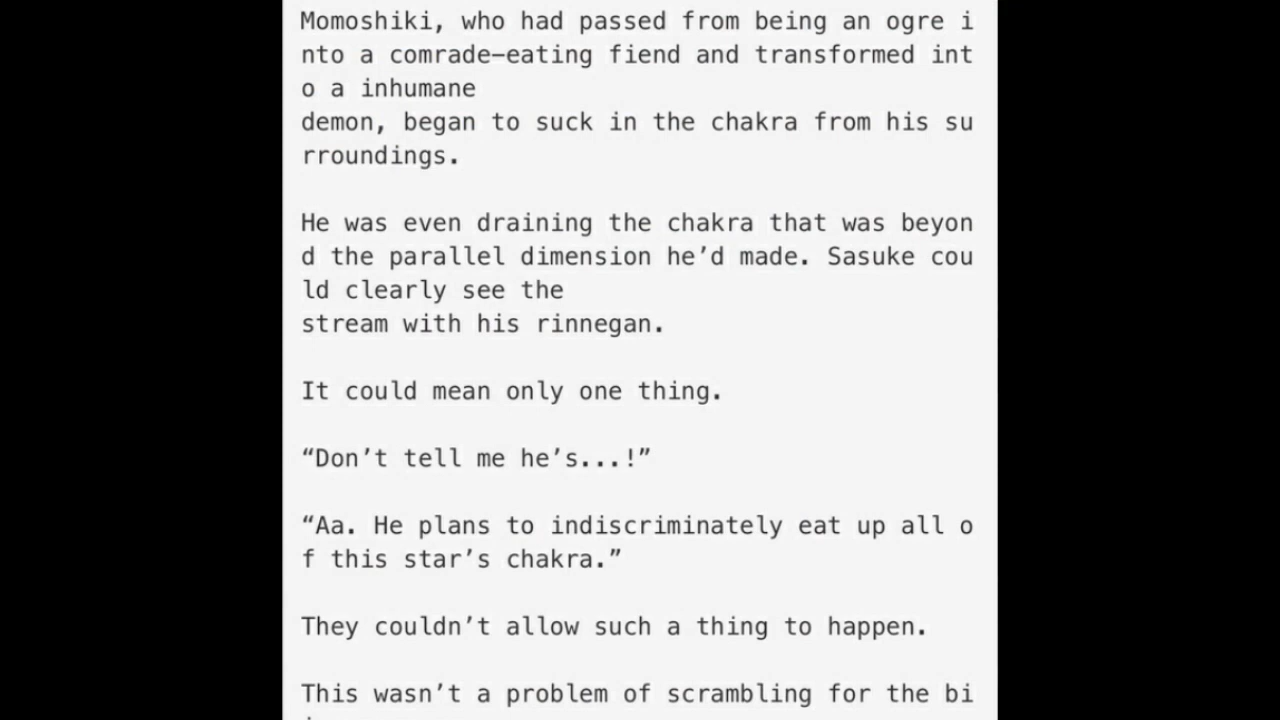 Momoshiki, who had passed from being an ogre i
nto a comrade–eating fiend and transformed int
o a inhumane
demon, began to suck in the chakra from his su
rroundings.
He was even draining the chakra that was beyon
d the parallel dimension he’d made. Sasuke cou
ld clearly see the
stream with his rinnegan.
It could mean only one thing.
“Don’t tell me he’s...!”
“Aa. He plans to indiscriminately eat up all o
f this star’s chakra.”
They couldn’t allow such a thing to happen.
This wasn’t a problem of scrambling for the bi